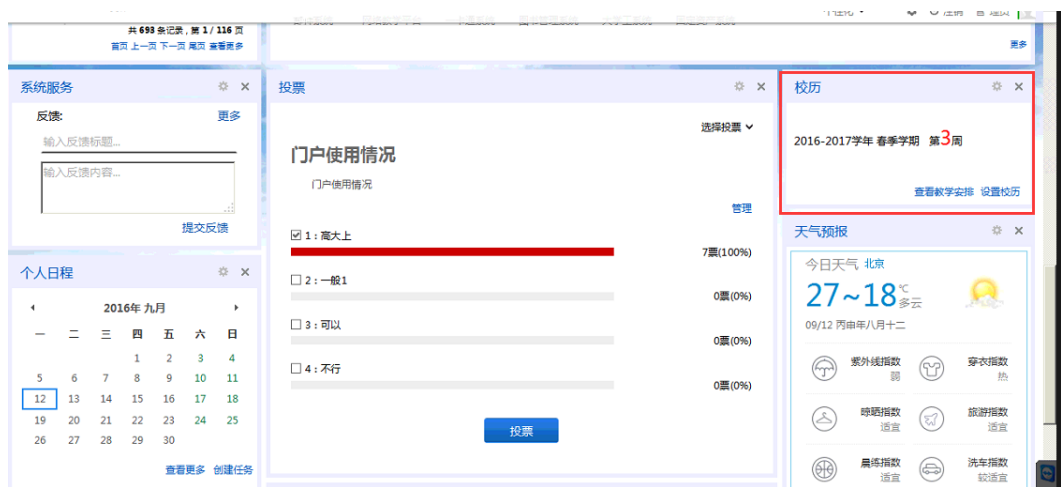 共 693 条记录 , 第 1 / 116 页
首页 上一页 下一页 尾页 查看更多
更多
系统服务
反馈:
更多
输入反馈标题...
输入反馈内容...
提交反馈
个人日程
2016年 九月
一 二 三 四 五 六 日
1 2 3 4
5 6 7 8 9 10 11
12 13 14 15 16 17 18
19 20 21 22 23 24 25
26 27 28 29 30
查看更多 创建任务
投票
选择投票
门户使用情况
门户使用情况
管理
1 : 高大上
7票(100%)
2 : 一般1
0票(0%)
3 : 可以
0票(0%)
4 : 不行
0票(0%)
投票
校历
2016-2017学年 春季学期 第3周
查看教学安排 设置校历
天气预报
今日天气 北京
27~18℃
多云
09/12 丙申年八月十二
紫外线指数
弱
穿衣指数
热
晾晒指数
适宜
旅游指数
适宜
晨练指数
适宜
洗车指数
较适宜